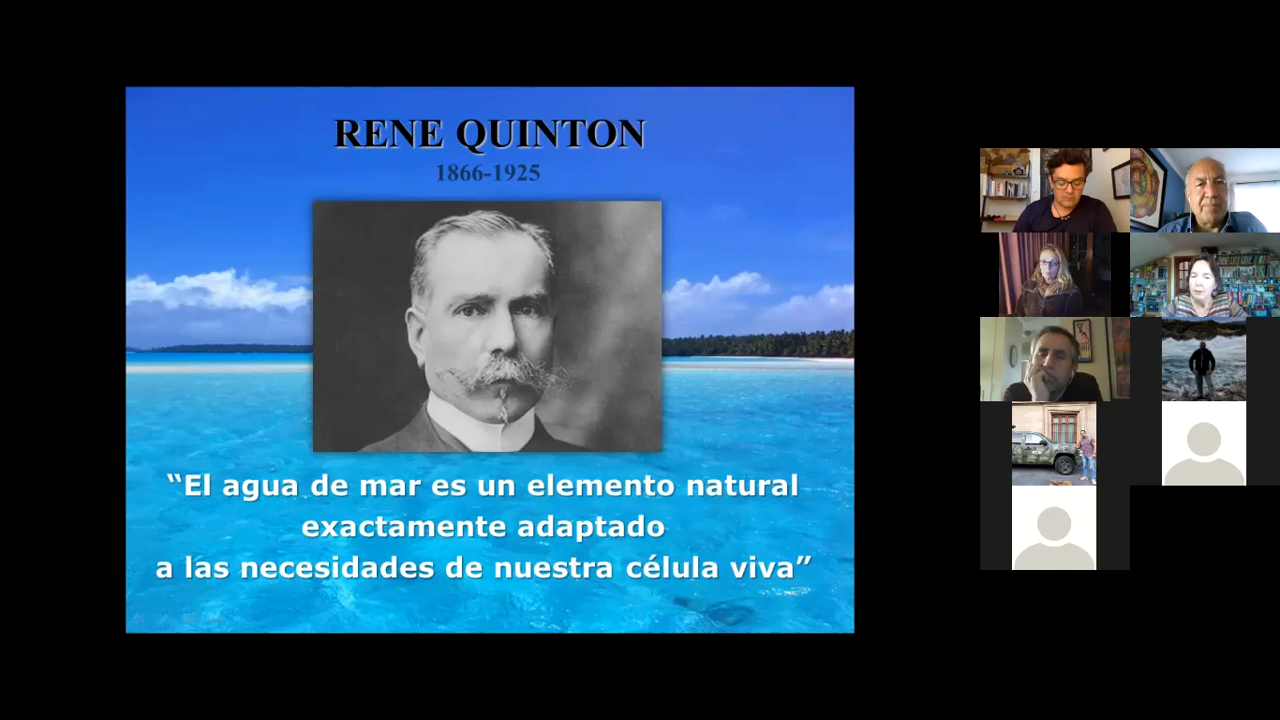 RENE QUINTON
1866-1925
“El agua de mar es un elemento natural
exactamente adaptado
a las necesidades de nuestra célula viva”